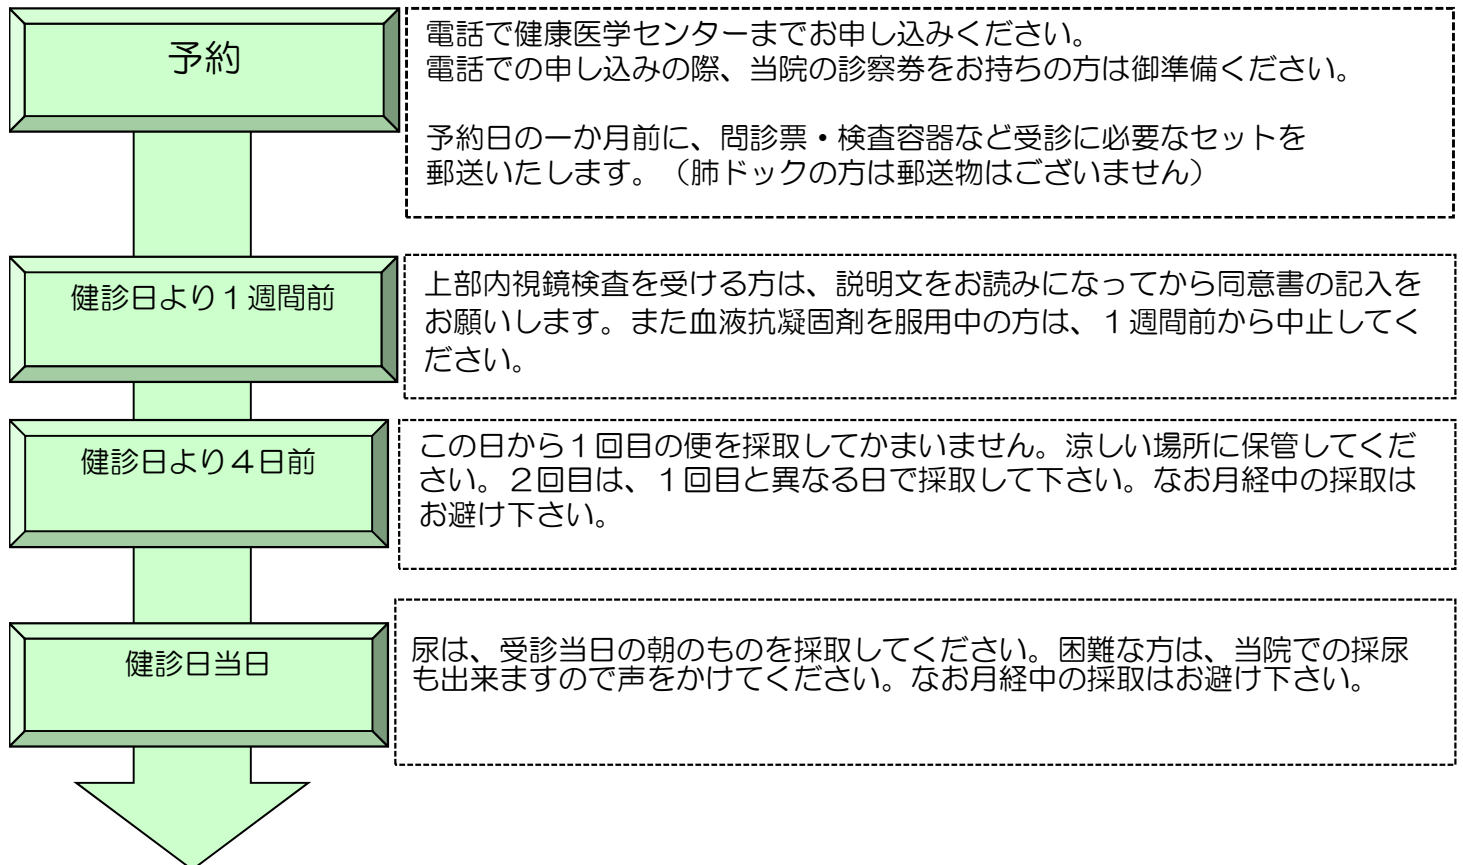 予約
電話で健康医学センターまでお申し込みください。
電話での申し込みの際、当院の診察券をお持ちの方は御準備ください。
予約日の一か月前に、問診票・検査容器など受診に必要なセットを
郵送いたします。（肺ドックの方は郵送物はございません）
健診日より１週間前
上部内視鏡検査を受ける方は、説明文をお読みになってから同意書の記入を
お願いします。また血液抗凝固剤を服用中の方は、１週間前から中止してく
ださい。
健診日より４日前
この日から１回目の便を採取してかまいません。涼しい場所に保管してくだ
さい。２回目は、１回目と異なる日で採取して下さい。なお月経中の採取は
お避け下さい。
健診日当日
尿は、受診当日の朝のものを採取してください。困難な方は、当院での採尿
も出来ますので声をかけてください。なお月経中の採取はお避け下さい。